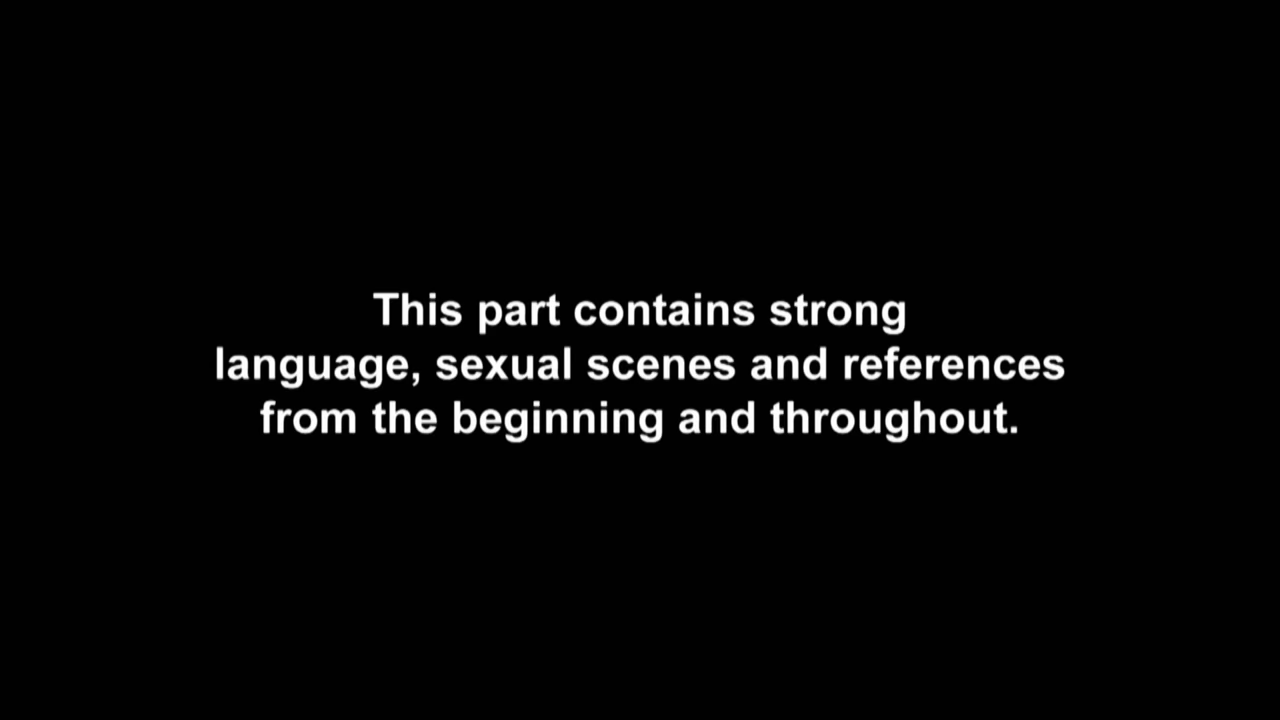 This part contains strong
language, sexual scenes and references
from the beginning and throughout.